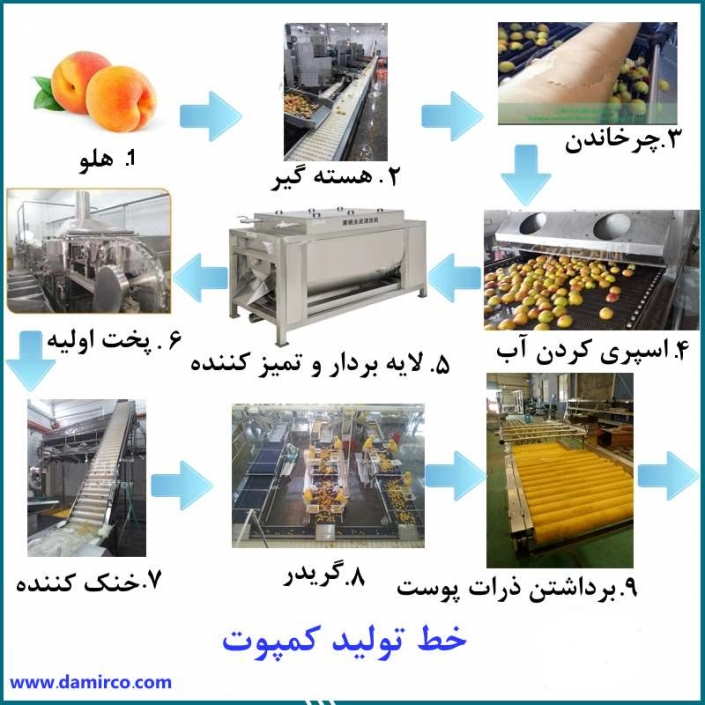 1. هلو
۲. هسته گیر
۳.چرخاندن
۴.اسپری کردن آب
۵. لایه بردار و تمیز کننده
۶. پخت اولیه
۷.خنک کننده
۸.گریدر
۹.برداشتن ذرات پوست
خط تولید کمپوت
www.damirco.com